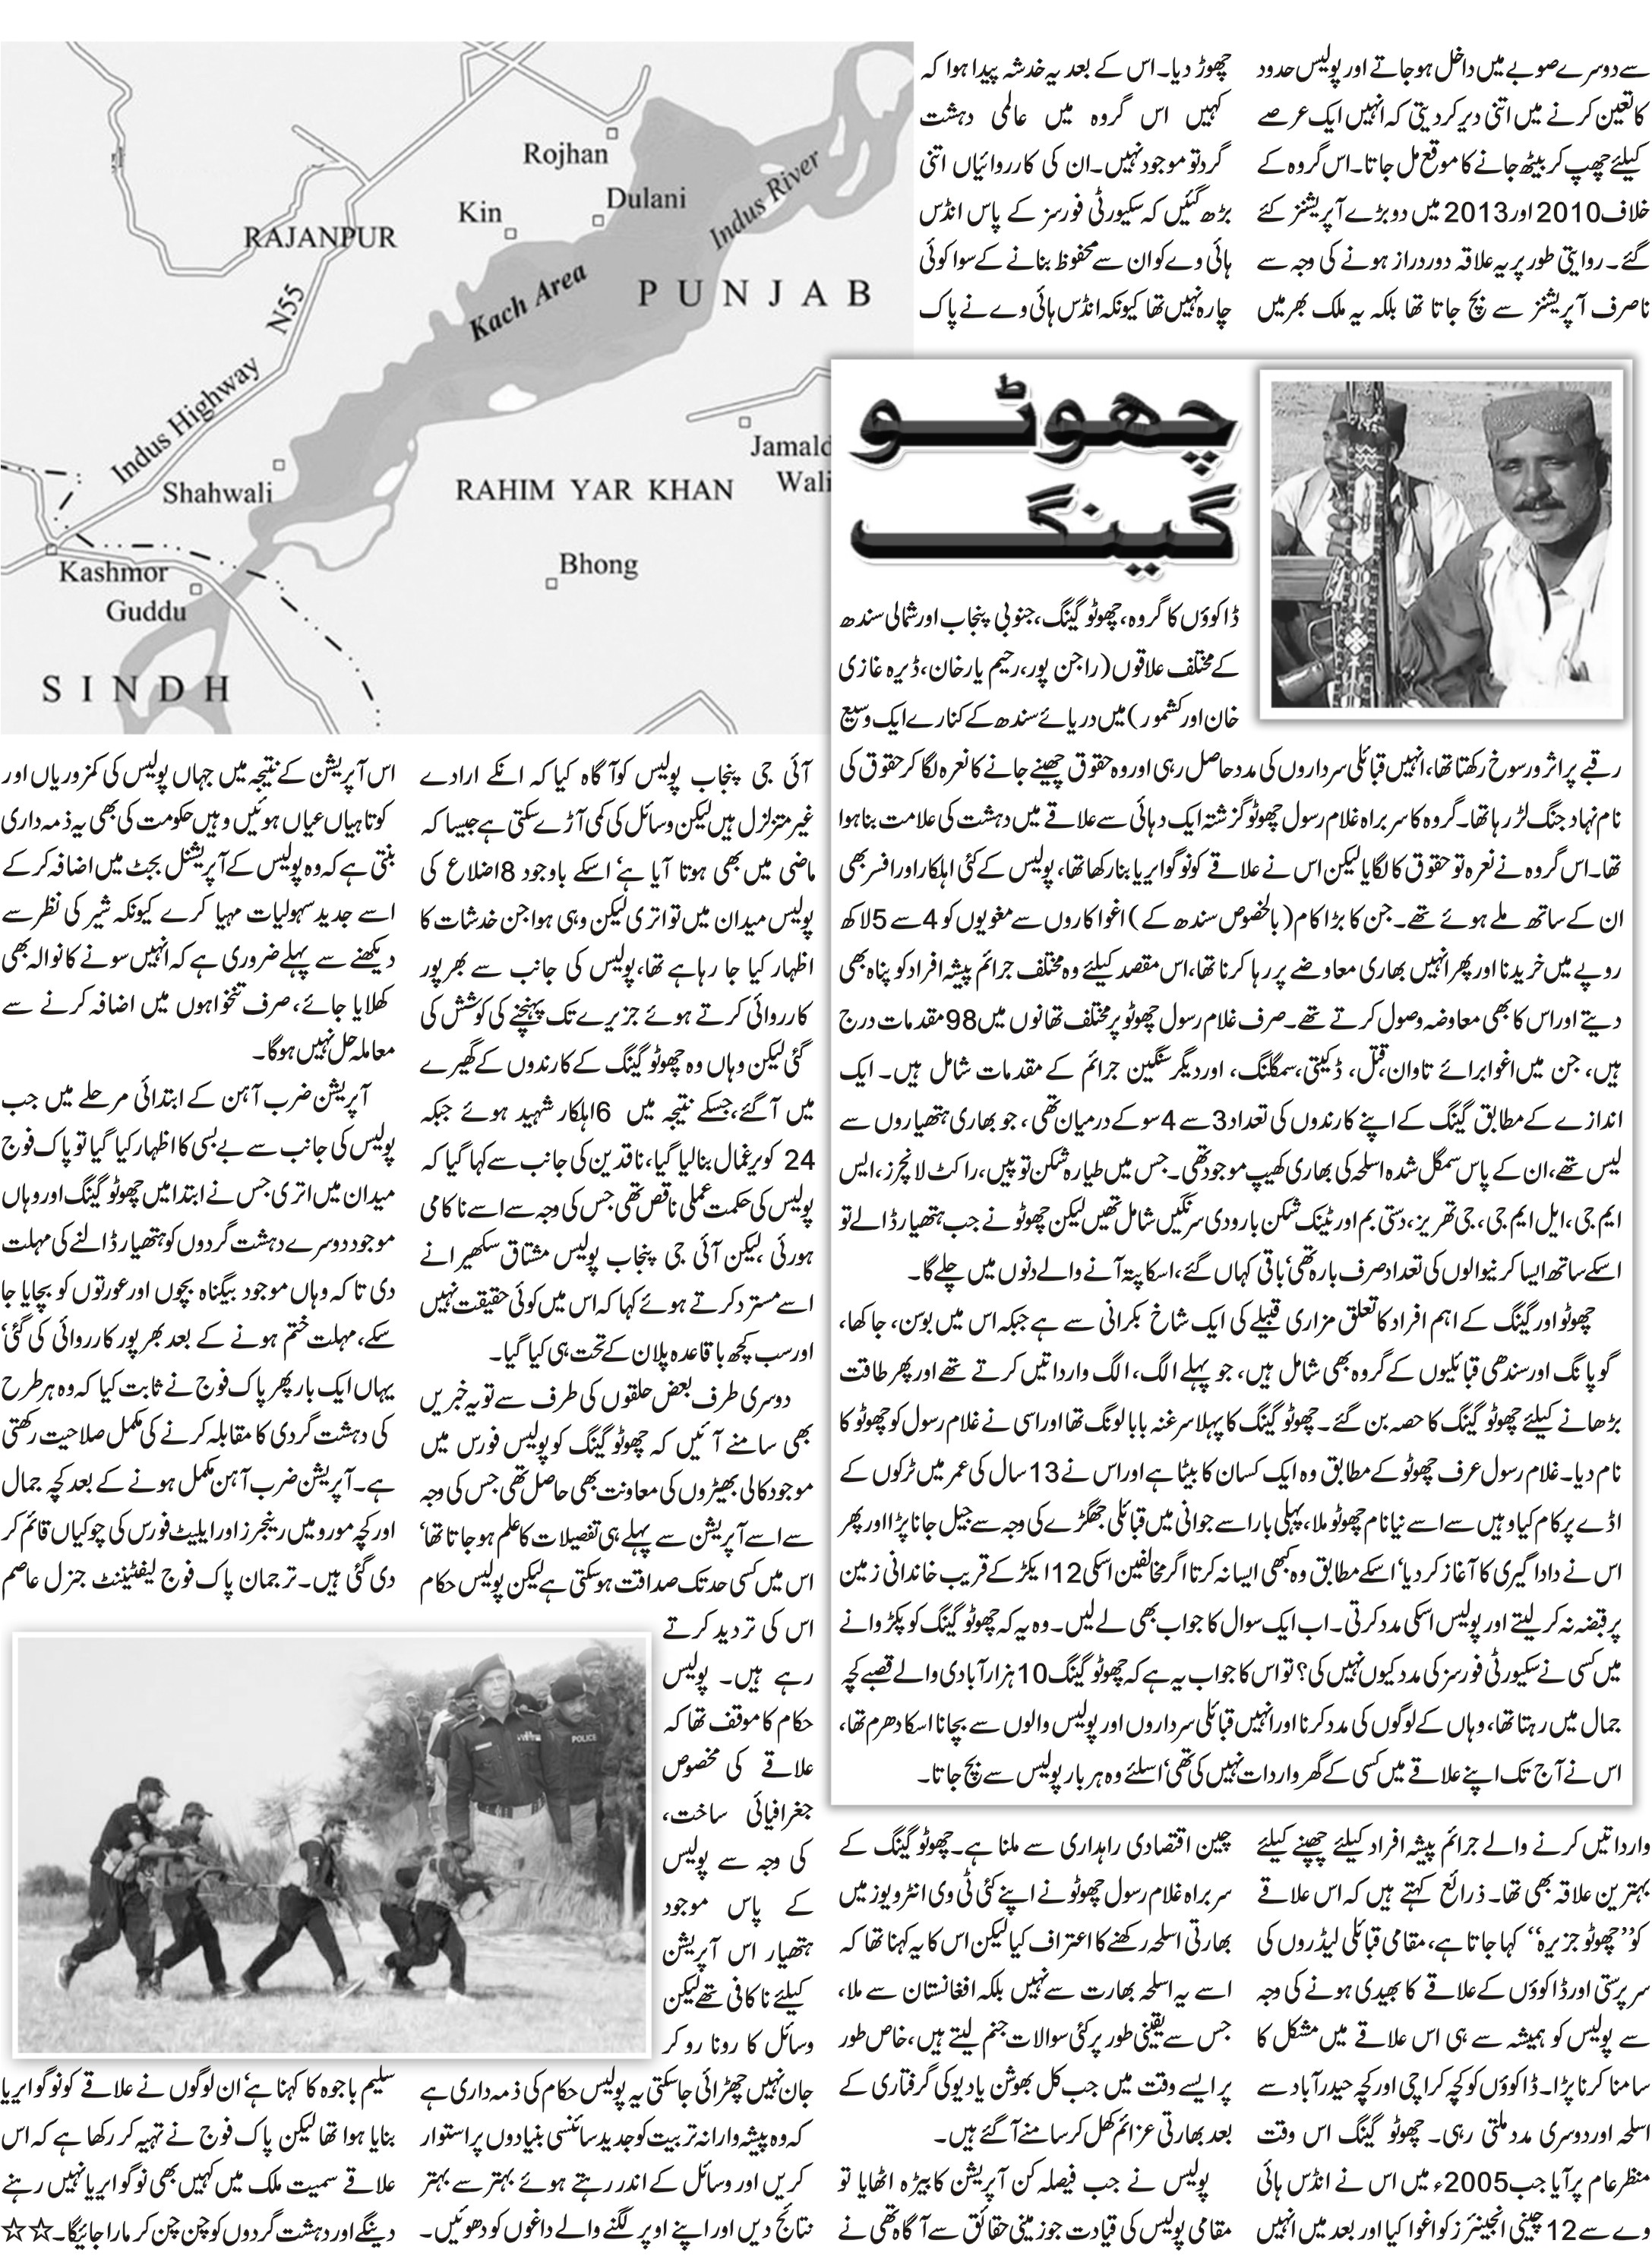 سے دوسرے صوبے میں داخل ہو جاتے اور پولیس حدود
کا تعین کرنے میں اتنی دیر کر دیتی کہ انہیں ایک عرصے
کیلئے چھپ کر بیٹھ جانے کا موقع مل جاتا۔ اس گروہ کے
خلاف 2010 اور 2013 میں دو بڑے آپریشنز کئے
گئے۔ روایتی طور پر یہ علاقہ دور دراز ہونے کی وجہ سے
ناصرف آپریشنز سے بچ جاتا تھا بلکہ یہ ملک بھر میں
چھوڑ دیا۔ اس کے بعد یہ خدشہ پیدا ہوا کہ
کہیں اس گروہ میں عالمی دہشت
گرد تو موجود نہیں۔ ان کی کارروائیاں اتنی
بڑھ گئیں کہ سکیورٹی فورسز کے پاس انڈس
ہائی وے کو ان سے محفوظ بنانے کے سوا کوئی
چارہ نہیں تھا کیونکہ انڈس ہائی وے نے پاک
Rojhan
Dulani
Kin
Indus River
RAJANPUR
N55
Kach Area
PUNJAB
Indus Highway
Shahwali
RAHIM YAR KHAN
Jamald
Wali
Bhong
Kashmor
Guddu
SINDH
چھوٹو
گینگ
ڈاکوؤں کا گروہ، چھوٹو گینگ، جنوبی پنجاب اور شمالی سندھ
کے مختلف علاقوں (راجن پور، رحیم یار خان، ڈیرہ غازی
خان اور کشمور) میں دریائے سندھ کے کنارے ایک وسیع
رقبے پر اثر و رسوخ رکھتا تھا، انہیں قبائلی سرداروں کی مدد حاصل رہی اور وہ حقوق چھینے جانے کا نعرہ لگا کر حقوق کی
نام نہاد جنگ لڑ رہا تھا۔ گروہ کا سربراہ غلام رسول چھوٹو گزشتہ ایک دہائی سے علاقے میں دہشت کی علامت بنا ہوا
تھا۔ اس گروہ نے نعرہ تو حقوق کا لگایا لیکن اس نے علاقے کو نو گو ایریا بنا رکھا تھا، پولیس کے کئی اہلکار اور افسر بھی
ان کے ساتھ ملے ہوئے تھے۔ جن کا بڑا کام (بالخصوص سندھ کے) اغوا کاروں سے مغویوں کو 4 سے 5 لاکھ
روپے میں خریدنا اور پھر انہیں بھاری معاوضے پر رہا کرنا تھا، اس مقصد کیلئے وہ مختلف جرائم پیشہ افراد کو پناہ بھی
دیتے اور اس کا بھی معاوضہ وصول کرتے تھے۔ صرف غلام رسول چھوٹو پر مختلف تھانوں میں 98 مقدمات درج
ہیں، جن میں اغوا برائے تاوان، قتل، ڈکیتی، سمگلنگ، اور دیگر سنگین جرائم کے مقدمات شامل ہیں۔ ایک
اندازے کے مطابق گینگ کے اپنے کارندوں کی تعداد 3 سے 4 سو کے درمیان تھی، جو بھاری ہتھیاروں سے
لیس تھے، ان کے پاس سمگل شدہ اسلحہ کی بھاری کھیپ موجود تھی۔ جس میں طیارہ شکن توپیں، راکٹ لانچرز، ایس
ایم جی، ایل ایم جی، جی تھریز، دستی بم اور ٹینک شکن بارودی سرنگیں شامل تھیں لیکن چھوٹو نے جب ہتھیار ڈالے تو
اسکے ساتھ ایسا کرنیوالوں کی تعداد صرف بارہ تھی، باقی کہاں گئے، اسکا پتہ آنے والے دنوں میں چلے گا۔
چھوٹو اور گینگ کے اہم افراد کا تعلق مزاری قبیلے کی ایک شاخ بکرانی سے ہے جبکہ اس میں بوسن، جاکھا،
گوپانگ اور سندھی قبائلیوں کے گروہ بھی شامل ہیں، جو پہلے الگ، الگ وارداتیں کرتے تھے اور پھر طاقت
بڑھانے کیلئے چھوٹو گینگ کا حصہ بن گئے۔ چھوٹو گینگ کا پہلا سرغنہ بابا لونگ تھا اور اسی نے غلام رسول کو چھوٹو کا
نام دیا۔ غلام رسول عرف چھوٹو کے مطابق وہ ایک کسان کا بیٹا ہے اور اس نے 13 سال کی عمر میں ٹرکوں کے
اڈے پر کام کیا وہیں سے اسے نیا نام چھوٹو ملا، پہلی بار اسے جوانی میں قبائلی جھگڑے کی وجہ سے جیل جانا پڑا اور پھر
اس نے دادا گیری کا آغاز کر دیا، اسکے مطابق وہ کبھی ایسا نہ کرتا اگر مخالفین اسکی 12 ایکڑ کے قریب خاندانی زمین
پر قبضہ نہ کر لیتے اور پولیس اسکی مدد کرتی۔ اب ایک سوال کا جواب بھی لے لیں۔ وہ یہ کہ چھوٹو گینگ کو پکڑوانے
میں کسی نے سکیورٹی فورسز کی مدد کیوں نہیں کی؟ تو اس کا جواب یہ ہے کہ چھوٹو گینگ 10 ہزار آبادی والے قصبے کچہ
جمال میں رہتا تھا، وہاں کے لوگوں کی مدد کرنا اور انہیں قبائلی سرداروں اور پولیس والوں سے بچانا اسکا دھرم تھا،
اس نے آج تک اپنے علاقے میں کسی کے گھر واردات نہیں کی تھی، اسلئے وہ ہر بار پولیس سے بچ جاتا۔
وارداتیں کرنے والے جرائم پیشہ افراد کیلئے چھپنے کیلئے
بہترین علاقہ بھی تھا۔ ذرائع کہتے ہیں کہ اس علاقے
کو ’’چھوٹو جزیرہ‘‘ کہا جاتا ہے، مقامی قبائلی لیڈروں کی
سرپرستی اور ڈاکوؤں کے علاقے کا بھیدی ہونے کی وجہ
سے پولیس کو ہمیشہ سے ہی اس علاقے میں مشکل کا
سامنا کرنا پڑا۔ ڈاکوؤں کو کچہ کراچی اور کچہ حیدر آباد سے
اسلحہ اور دوسری مدد ملتی رہی۔ چھوٹو گینگ اس وقت
منظر عام پر آیا جب 2005ء میں اس نے انڈس ہائی
وے سے 12 چینی انجینئرز کو اغوا کیا اور بعد میں انہیں
چین اقتصادی راہداری سے ملنا ہے۔ چھوٹو گینگ کے
سربراہ غلام رسول چھوٹو نے اپنے کئی ٹی وی انٹرویوز میں
بھارتی اسلحہ رکھنے کا اعتراف کیا لیکن اس کا یہ کہنا تھا کہ
اسے یہ اسلحہ بھارت سے نہیں بلکہ افغانستان سے ملا،
جس سے یقینی طور پر کئی سوالات جنم لیتے ہیں، خاص طور
پر ایسے وقت میں جب کل بھوشن یادیو کی گرفتاری کے
بعد بھارتی عزائم کھل کر سامنے آ گئے ہیں۔
پولیس نے جب فیصلہ کن آپریشن کا بیڑہ اٹھایا تو
مقامی پولیس کی قیادت جو زمینی حقائق سے آگاہ تھی نے
آئی جی پنجاب پولیس کو آگاہ کیا کہ انکے ارادے
غیر متزلزل ہیں لیکن وسائل کی کمی آڑے آ سکتی ہے جیسا کہ
ماضی میں بھی ہوتا آیا ہے، اسکے باوجود 8 اضلاع کی
پولیس میدان میں تو اتری لیکن وہی ہوا جن خدشات کا
اظہار کیا جا رہا ہے تھا، پولیس کی جانب سے بھرپور
کارروائی کرتے ہوئے جزیرے تک پہنچنے کی کوشش کی
گئی لیکن وہاں وہ چھوٹو گینگ کے کارندوں کے گھیرے
میں آ گئے، جسکے نتیجہ میں 6 اہلکار شہید ہوئے جبکہ
24 کو یرغمال بنا لیا گیا، ناقدین کی جانب سے کہا گیا کہ
پولیس کی حکمت عملی ناقص تھی جس کی وجہ سے اسے ناکامی
ہورئی، لیکن آئی جی پنجاب پولیس مشتاق سکھیرا نے
اسے مسترد کرتے ہوئے کہا کہ اس میں کوئی حقیقت نہیں
اور سب کچھ باقاعدہ پلان کے تحت ہی کیا گیا۔
دوسری طرف بعض حلقوں کی طرف سے تو یہ خبریں
بھی سامنے آئیں کہ چھوٹو گینگ کو پولیس فورس میں
موجود کالی بھیڑوں کی معاونت بھی حاصل تھی جس کی وجہ
سے اسے آپریشن سے پہلے ہی تفصیلات کا علم ہو جاتا تھا،
اس میں کسی حد تک صداقت ہو سکتی ہے لیکن پولیس حکام
اس کی تردید کرتے
رہے ہیں۔ پولیس
حکام کا موقف تھا کہ
علاقے کی مخصوص
جغرافیائی ساخت،
کی وجہ سے پولیس
کے پاس موجود
ہتھیار اس آپریشن
کیلئے ناکافی تھے لیکن
وسائل کا رونا رو کر
جان نہیں چھڑائی جا سکتی یہ پولیس حکام کی ذمہ داری ہے
کہ وہ پیشہ وارانہ تربیت کو جدید سائنسی بنیادوں پر استوار
کریں اور وسائل کے اندر رہتے ہوئے بہتر سے بہتر
نتائج دیں اور اپنے اوپر لگنے والے داغوں کو دھوئیں۔
اس آپریشن کے نتیجہ میں جہاں پولیس کی کمزوریاں اور
کوتاہیاں عیاں ہوئیں وہیں حکومت کی بھی یہ ذمہ داری
بنتی ہے کہ وہ پولیس کے آپریشنل بجٹ میں اضافہ کر کے
اسے جدید سہولیات مہیا کرے کیونکہ شیر کی نظر سے
دیکھنے سے پہلے ضروری ہے کہ انہیں سونے کا نوالہ بھی
کھلایا جائے، صرف تنخواہوں میں اضافہ کرنے سے
معاملہ حل نہیں ہوگا۔
آپریشن ضرب آہن کے ابتدائی مرحلے میں جب
پولیس کی جانب سے بے بسی کا اظہار کیا گیا تو پاک فوج
میدان میں اتری جس نے ابتدا میں چھوٹو گینگ اور وہاں
موجود دوسرے دہشت گردوں کو ہتھیار ڈالنے کی مہلت
دی تاکہ وہاں موجود بیگناہ بچوں اور عورتوں کو بچایا جا
سکے، مہلت ختم ہونے کے بعد بھرپور کارروائی کی گئی،
یہاں ایک بار پھر پاک فوج نے ثابت کیا کہ وہ ہر طرح
کی دہشت گردی کا مقابلہ کرنے کی مکمل صلاحیت رکھتی
ہے۔ آپریشن ضرب آہن مکمل ہونے کے بعد کچہ جمال
اور کچہ مورو میں رینجرز اور ایلیٹ فورس کی چوکیاں قائم کر
دی گئی ہیں۔ ترجمان پاک فوج لیفٹیننٹ جنرل عاصم
POLICE
سلیم باجوہ کا کہنا ہے، ان لوگوں نے علاقے کو نو گو ایریا
بنایا ہوا تھا لیکن پاک فوج نے تہیہ کر رکھا ہے کہ اس
علاقے سمیت ملک میں کہیں بھی نو گو ایریا نہیں رہنے
دینگے اور دہشت گردوں کو چن چن کر مارا جائیگا۔ ☆☆